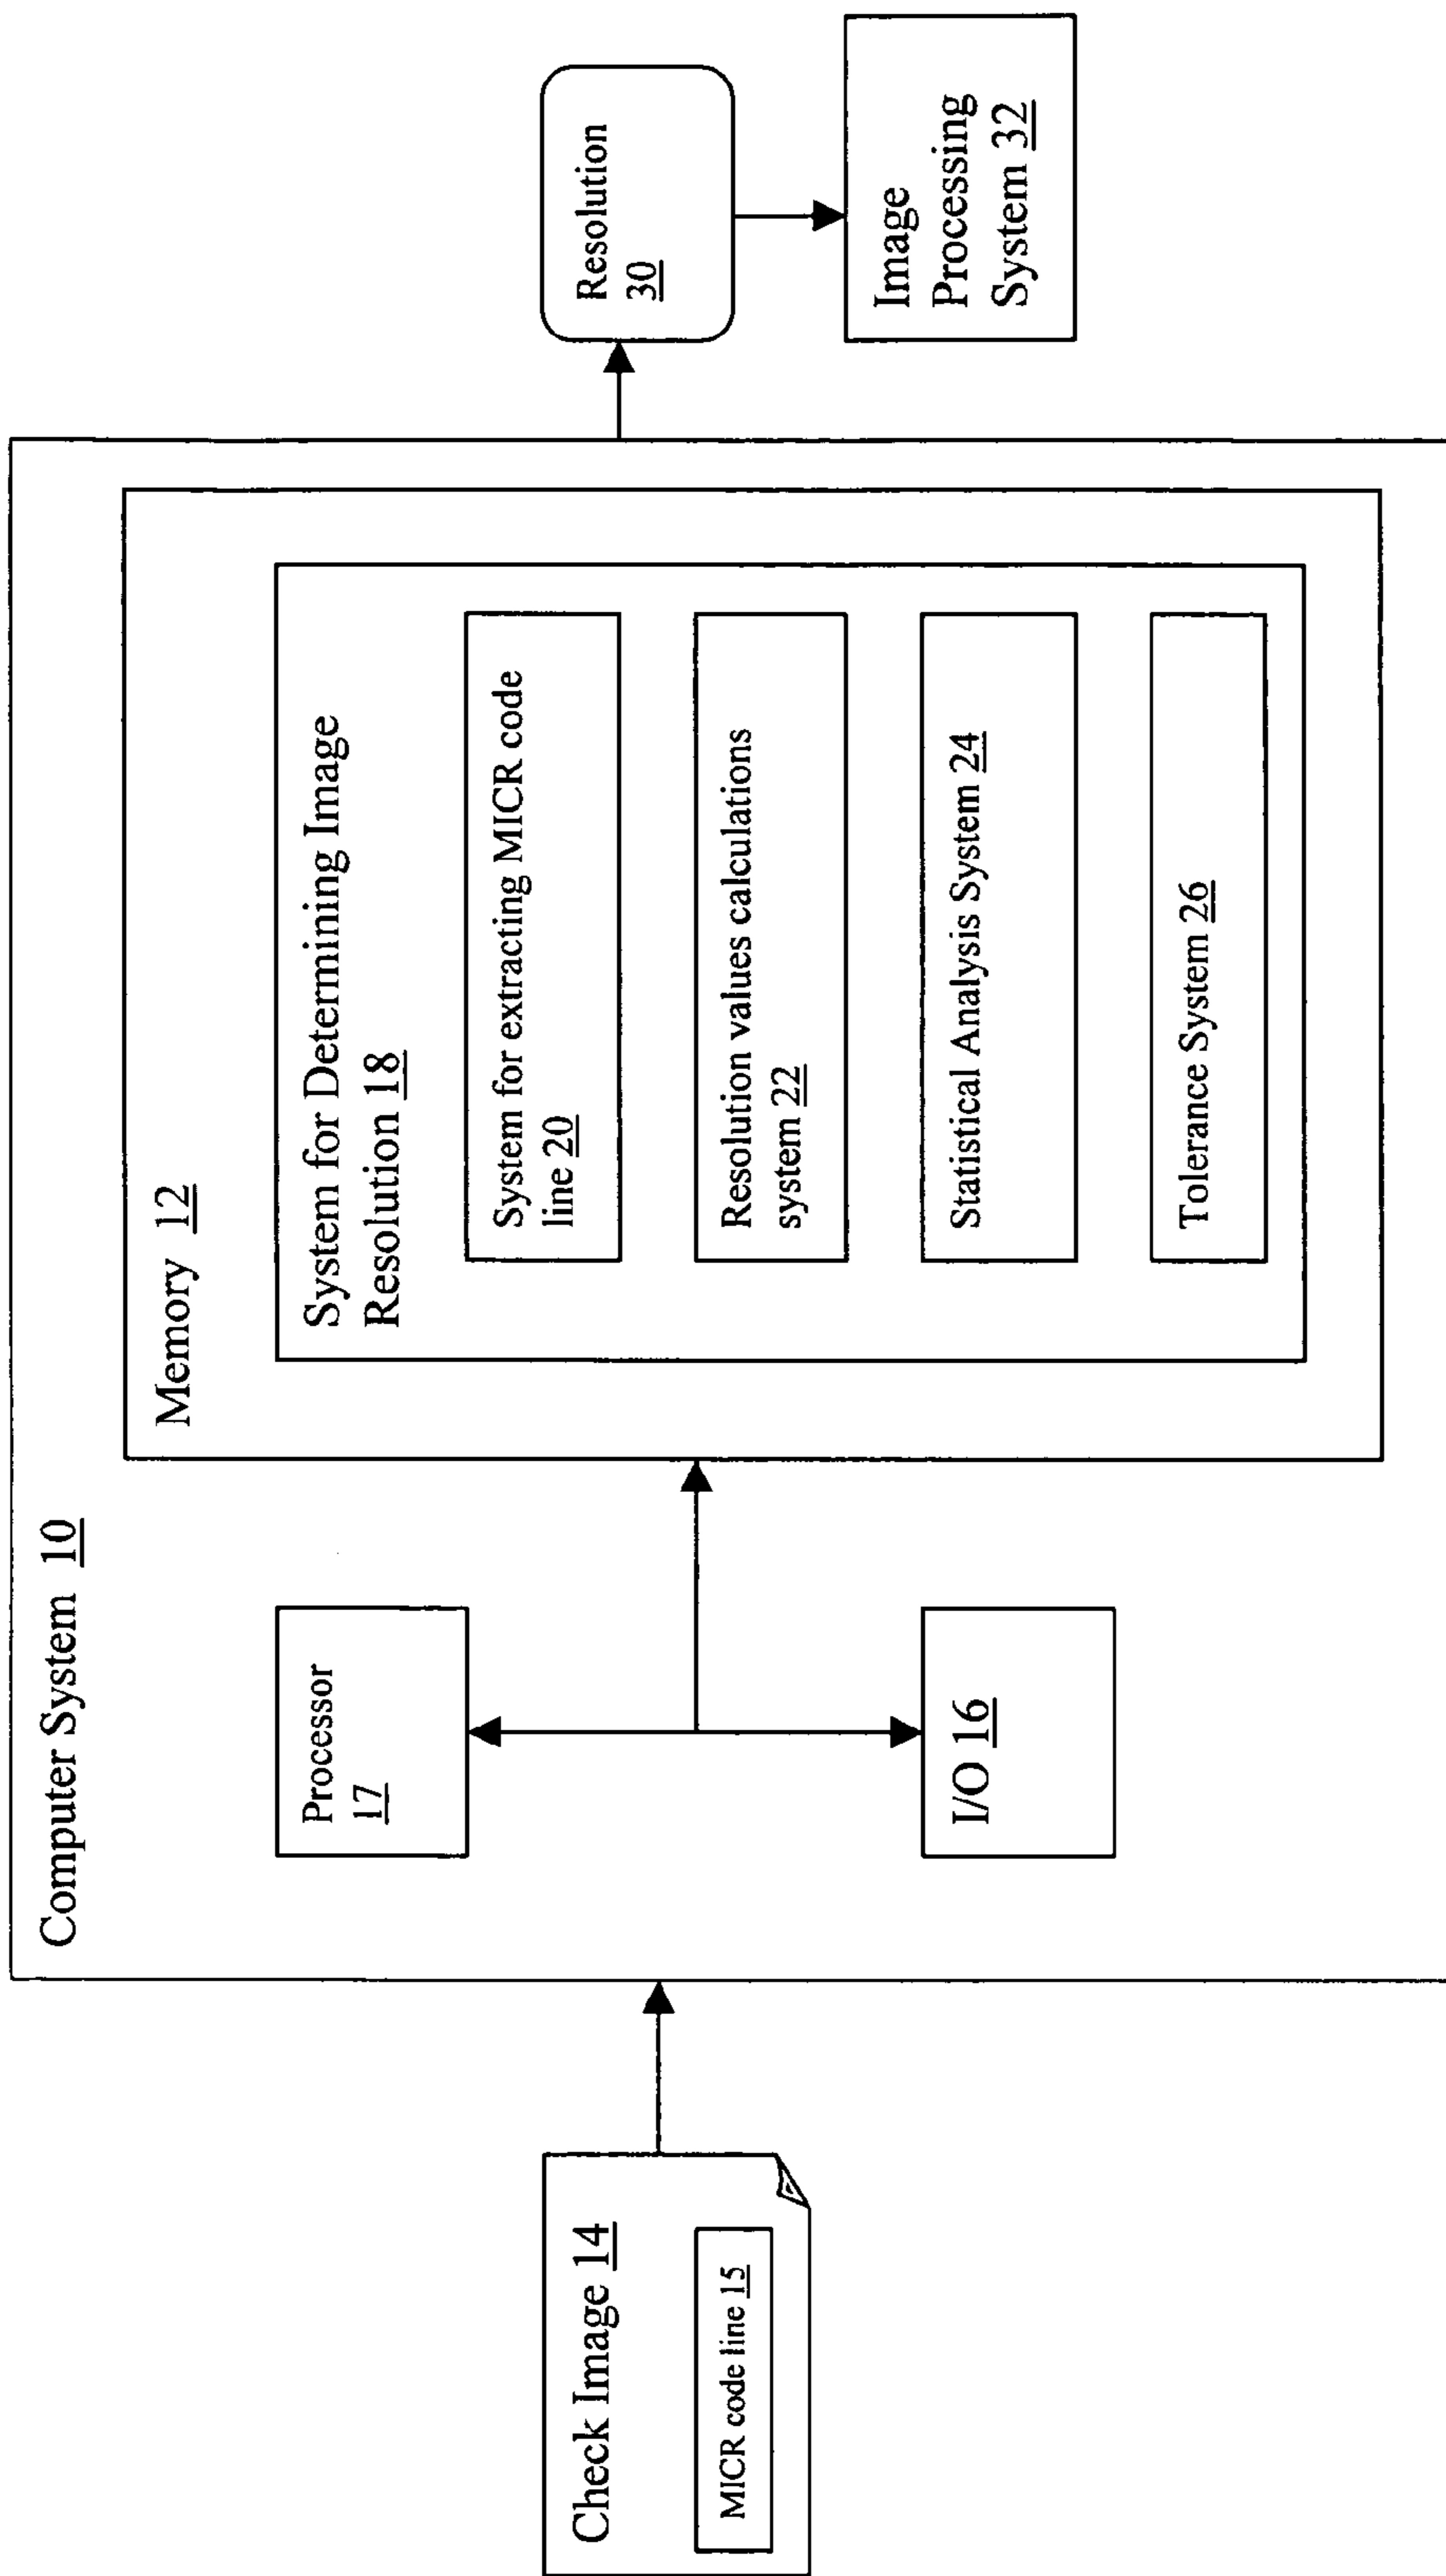 Computer System 10
Memory 12
System for Determining Image
Resolution 18
System for extracting MICR code
line 20
Resolution values calculations
system 22
Statistical Analysis System 24
Tolerance System 26
Processor
17
I/O 16
Check Image 14
MICR code line 15
Resolution
30
Image
Processing
System 32